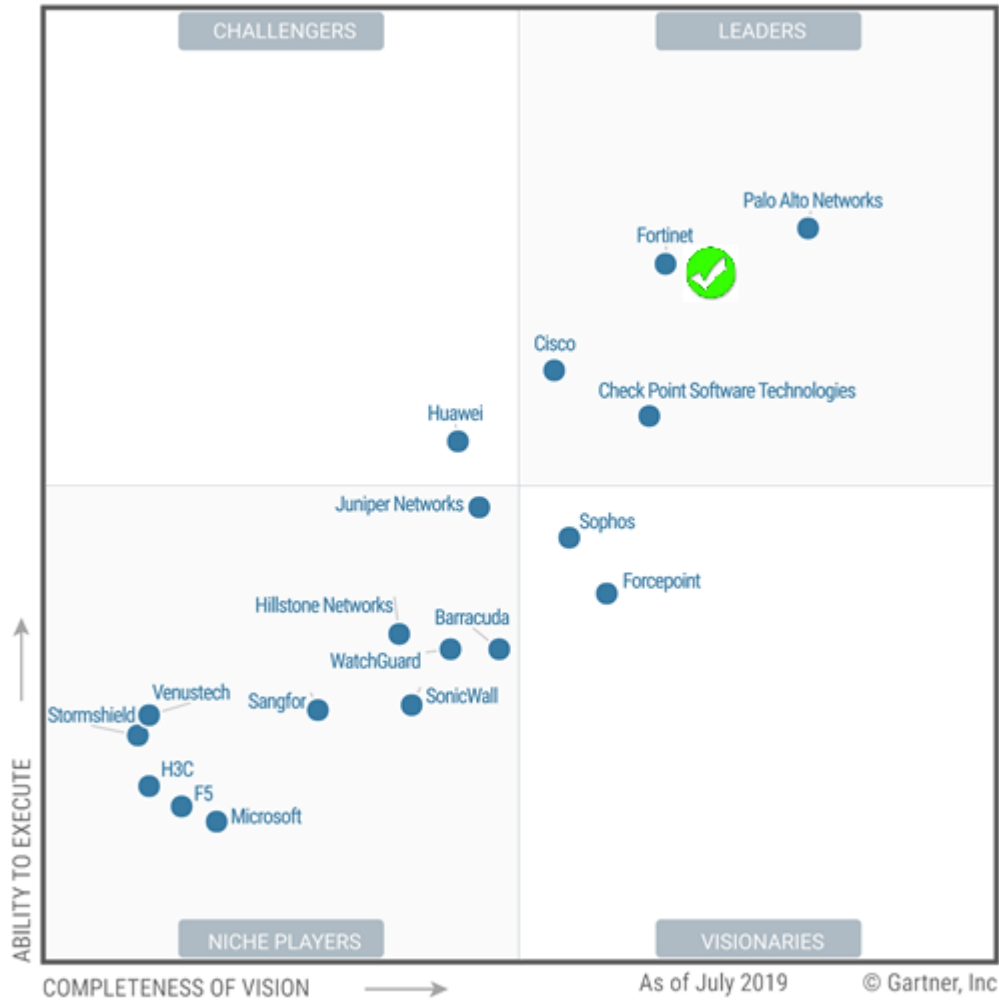 CHALLENGERS
LEADERS
Palo Alto Networks
Fortinet
Cisco
Check Point Software Technologies
Huawei
Juniper Networks
Sophos
Forcepoint
Hillstone Networks
Barracuda
WatchGuard
Venustech
Sangfor
SonicWall
Stormshield
H3C
F5
Microsoft
ABILITY TO EXECUTE
NICHE PLAYERS
VISIONARIES
COMPLETENESS OF VISION
As of July 2019
© Gartner, Inc